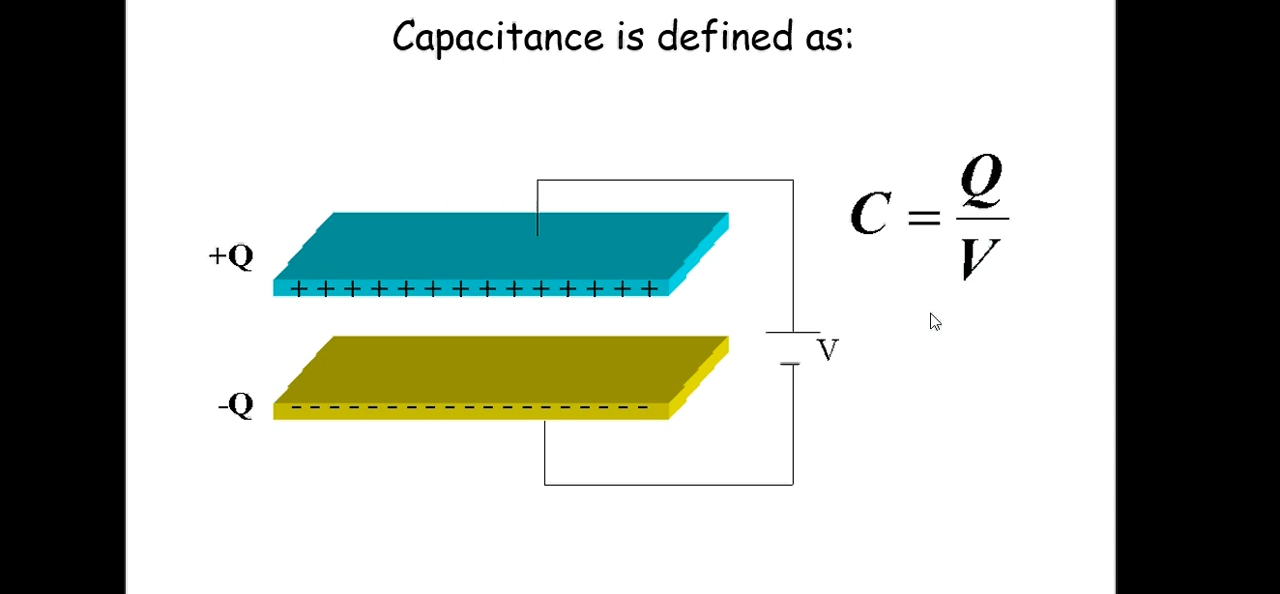 Capacitance is defined as:
C = Q/V
+Q
+ + + + + + + + + + + + + +
V
-Q
- - - - - - - - - - - - - - - - - - -